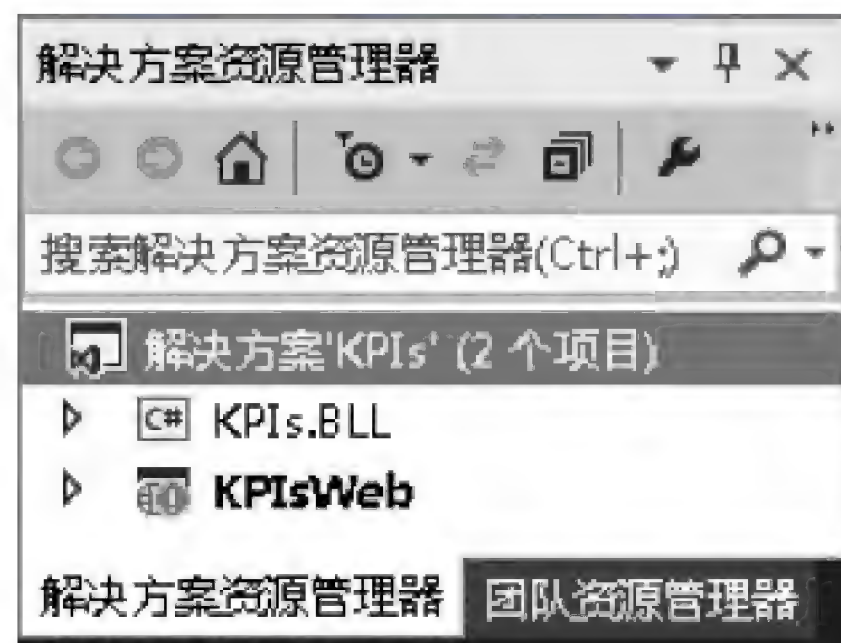 解决方案资源管理器
搜索解决方案资源管理器(Ctrl+;)
解决方案'KPIs' (2 个项目)
C# KPIs.BLL
KPIsWeb
解决方案资源管理器 团队资源管理器